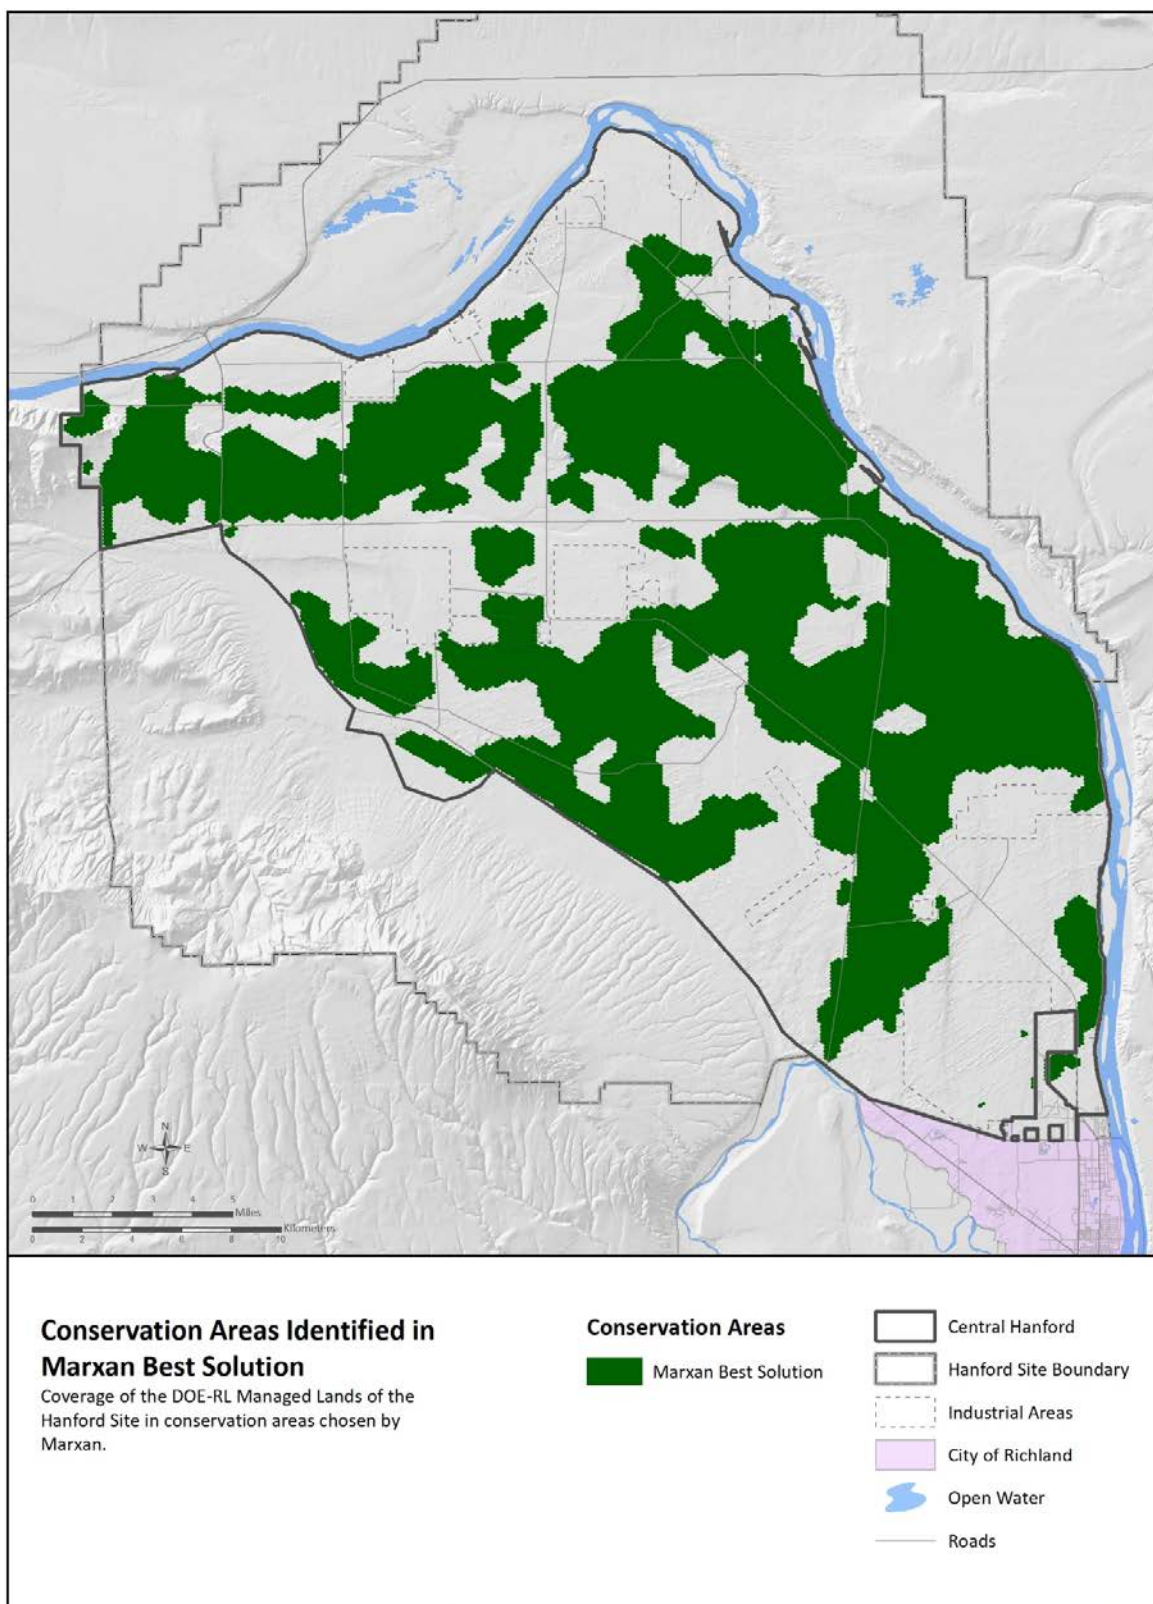 N
W E
S
0 1 2 3 4 5
Miles
Kilometers
0 2 4 6 8 10
Conservation Areas Identified in
Marxan Best Solution
Coverage of the DOE-RL Managed Lands of the
Hanford Site in conservation areas chosen by
Marxan.
Conservation Areas
Marxan Best Solution
Central Hanford
Hanford Site Boundary
Industrial Areas
City of Richland
Open Water
Roads